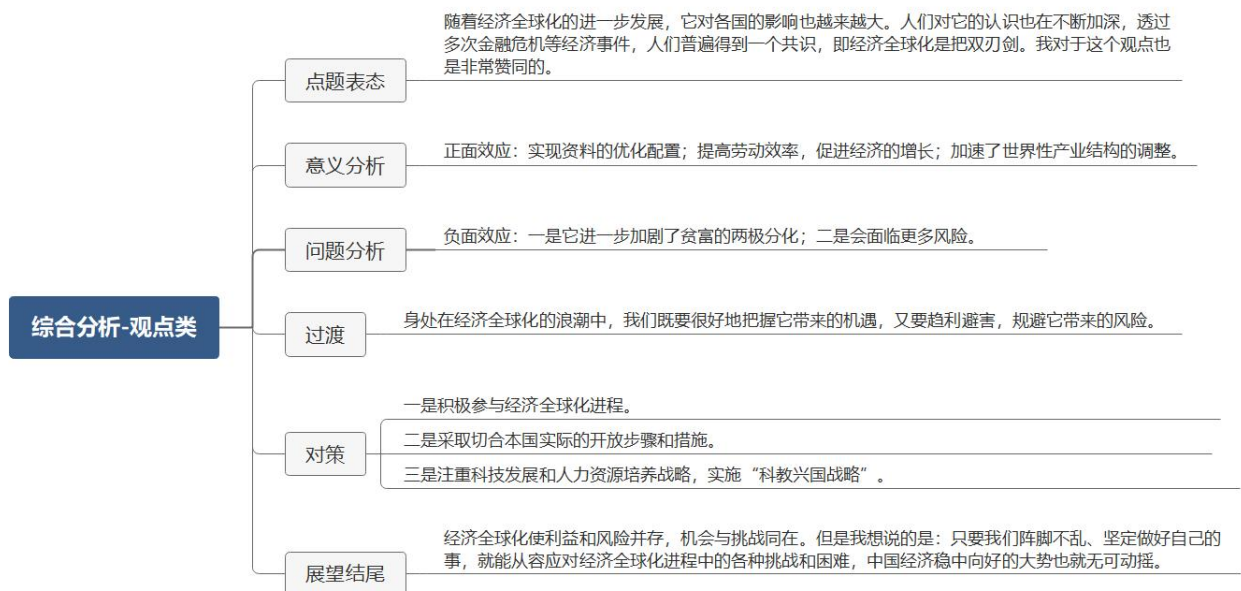 综合分析-观点类
点题表态
随着经济全球化的进一步发展，它对各国的影响也越来越大。人们对它的认识也在不断加深，透过
多次金融危机等经济事件，人们普遍得到一个共识，即经济全球化是把双刃剑。我对于这个观点也
是非常赞同的。
意义分析
正面效应：实现资料的优化配置；提高劳动效率，促进经济的增长；加速了世界性产业结构的调整。
问题分析
负面效应：一是它进一步加剧了贫富的两极分化；二是会面临更多风险。
过渡
身处在经济全球化的浪潮中，我们既要很好地把握它带来的机遇，又要趋利避害，规避它带来的风险。
对策
一是积极参与经济全球化进程。
二是采取切合本国实际的开放步骤和措施。
三是注重科技发展和人力资源培养战略，实施“科教兴国战略”。
展望结尾
经济全球化使利益和风险并存，机会与挑战同在。但是我想说的是：只要我们阵脚不乱、坚定做好自己的
事，就能从容应对经济全球化进程中的各种挑战和困难，中国经济稳中向好的大势也就无可动摇。